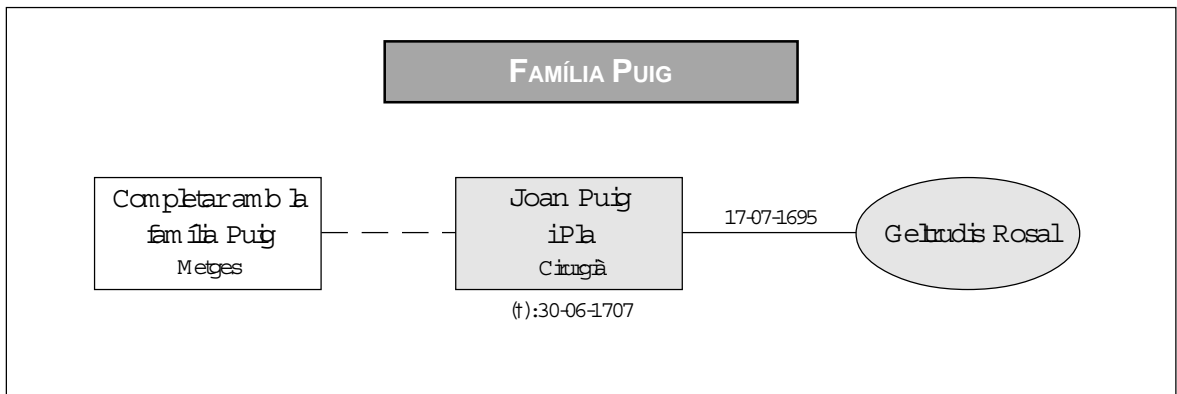 FAMÍLIA PUIG
Completar amb la
família Puig
Metges
Joan Puig
i Pla
Cirurgià
(†):30-06-1707
17-07-1695
Geltrudis Rosal